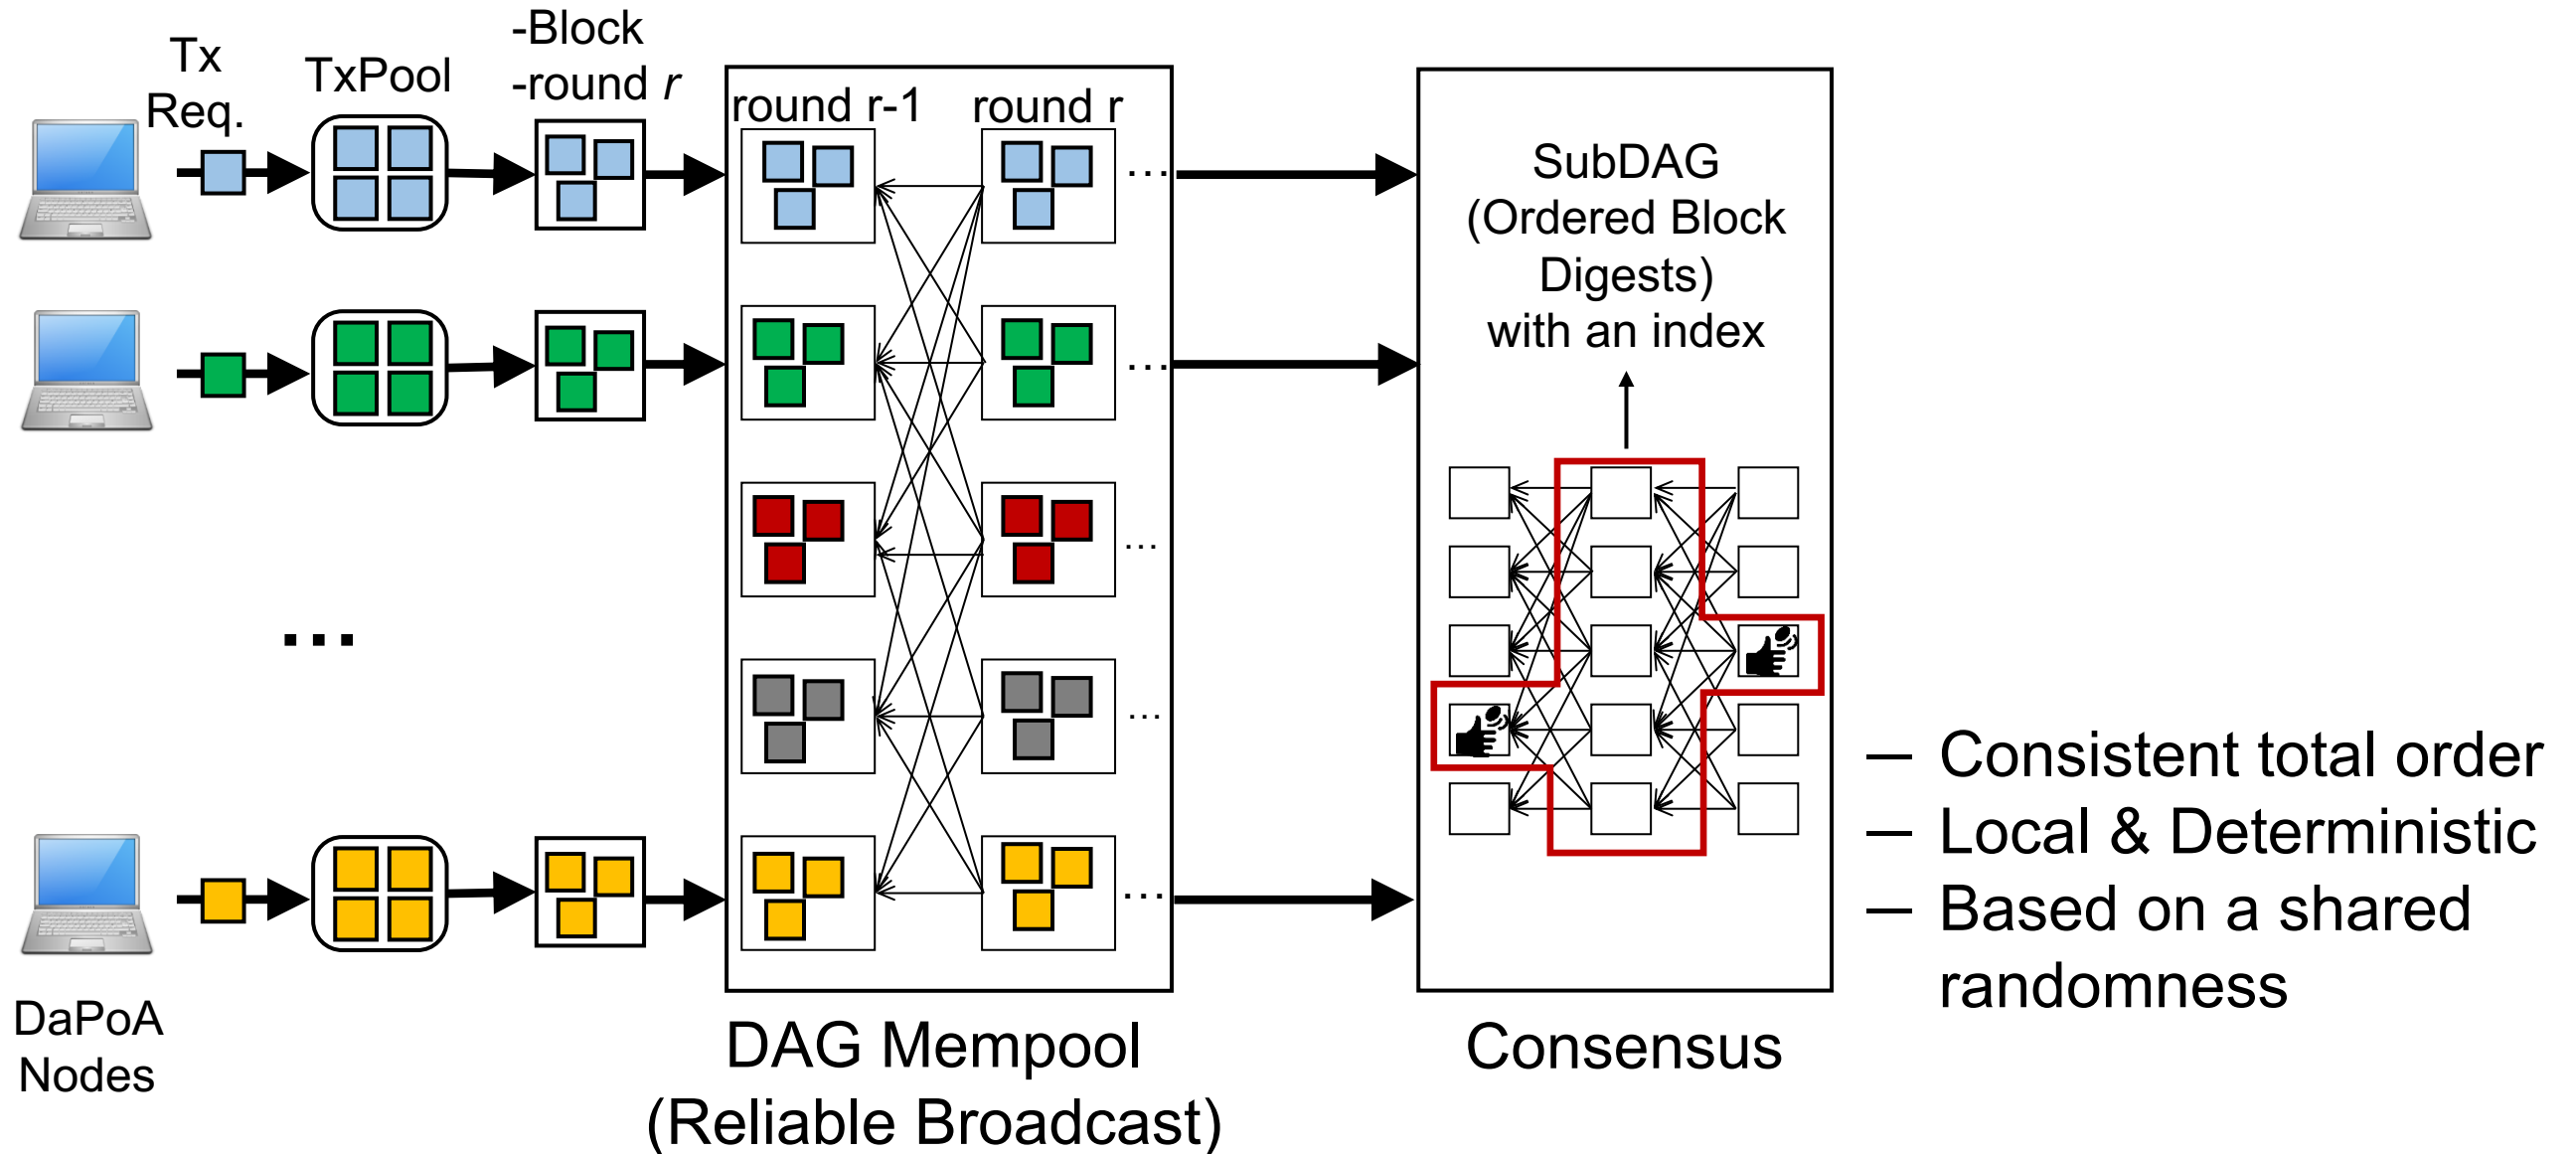 Tx
Req.
TxPool
-Block
-round r
round r-1
round r
...
...
...
...
...
...
SubDAG
(Ordered Block
Digests)
with an index
DaPoA
Nodes
DAG Mempool
(Reliable Broadcast)
Consensus
— Consistent total order
— Local & Deterministic
— Based on a shared
randomness